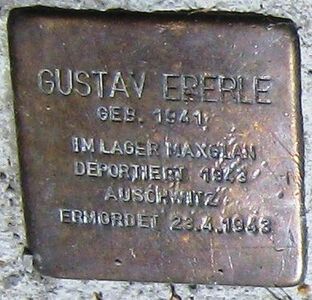 GUSTAV EBERLE
GEB. 1941
IM LAGER MAXGLAN
DEPORTIERT 1943
AUSCHWITZ
ERMORDET 23.4.1943